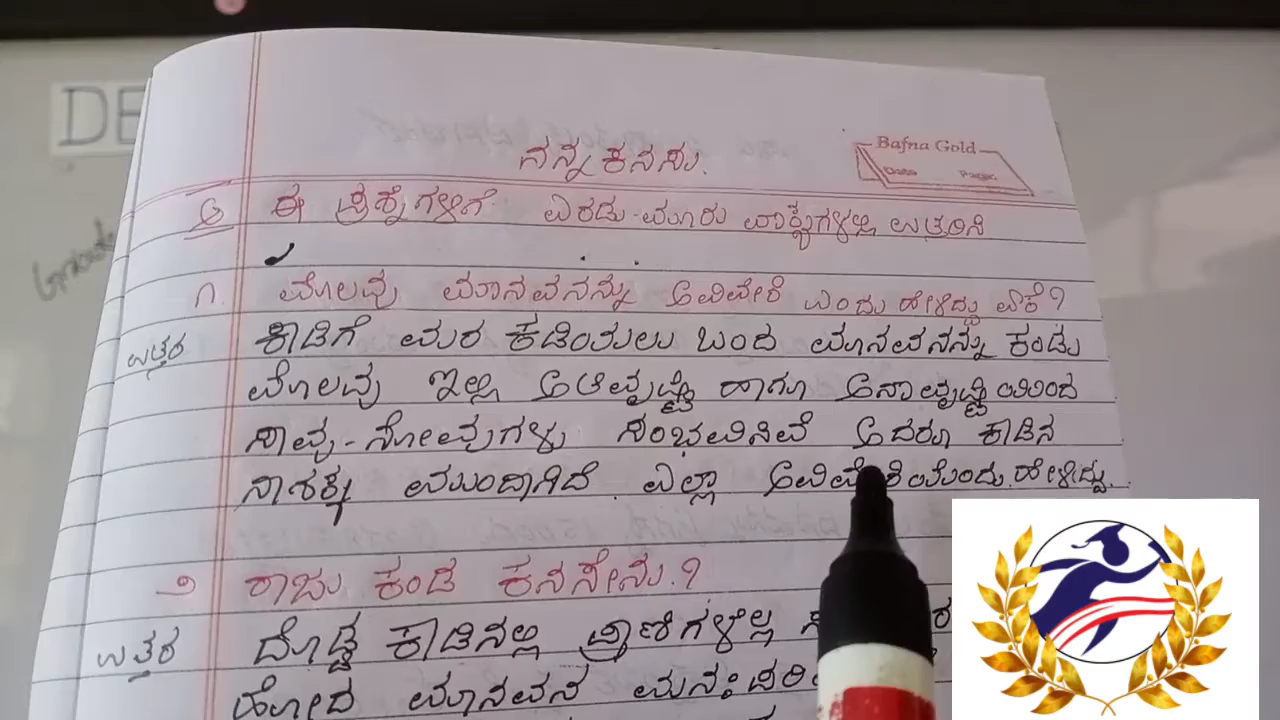 DE
ನನ್ನ ಕನಸು.
Bafna Gold
Date Page:
ಆ ಈ ಪ್ರಶ್ನೆಗಳಿಗೆ ಎರಡು-ಮೂರು ವಾಕ್ಯಗಳಲ್ಲಿ ಉತ್ತರಿಸಿ
೧. ಮೊಲವು ಮಾನವನನ್ನು ಅವಿವೇಕಿ ಎಂದು ಹೇಳಿದ್ದು ಏಕೆ?
ಉತ್ತರ ಕಾಡಿಗೆ ಮರ ಕಡಿಯಲು ಬಂದ ಮಾನವನನ್ನು ಕಂಡು
ಮೊಲವು ಇಲ್ಲಿ ಅತಿವೃಷ್ಟಿ ಹಾಗೂ ಅನಾವೃಷ್ಟಿಯಿಂದ
ಸಾವು-ನೋವುಗಳು ಸಂಭವಿಸಿವೆ ಆದರೂ ಕಾಡಿನ
ನಾಶಕ್ಕೆ ಮುಂದಾಗಿದೆ ಎಲ್ಲಾ ಅವಿವೇಕಿಯೆಂದು ಹೇಳಿದ್ದು.
೨ ರಾಜು ಕಂಡ ಕನಸೇನು.?
ಉತ್ತರ ದೊಡ್ಡ ಕಾಡಿನಲ್ಲಿ ಪ್ರಾಣಿಗಳೆಲ್ಲ
ಹೋದ ಮಾನವನ